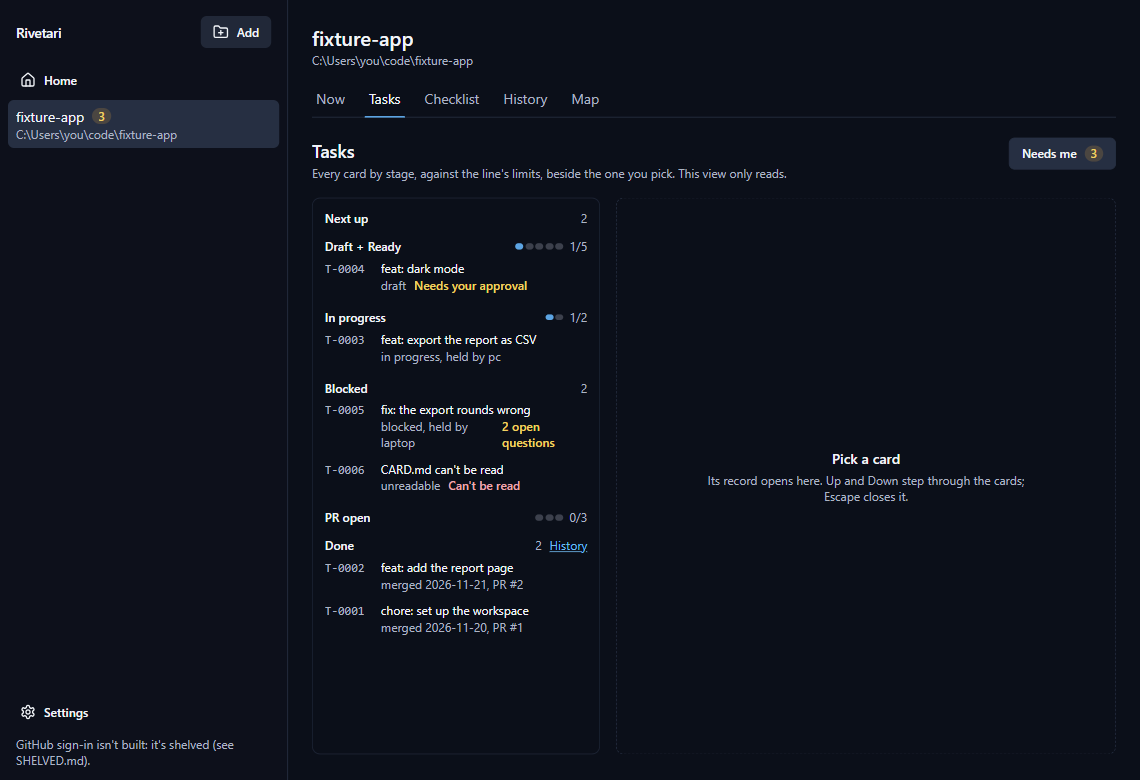 Rivetari
Add
Home
fixture-app 3
C:\Users\you\code\fixture-app
Settings
GitHub sign-in isn't built: it's shelved (see
SHELVED.md).
fixture-app
C:\Users\you\code\fixture-app
Now Tasks Checklist History Map
Tasks
Every card by stage, against the line's limits, beside the one you pick. This view only reads.
Needs me 3
Next up 2
Draft + Ready 1/5
T-0004 feat: dark mode
draft Needs your approval
In progress 1/2
T-0003 feat: export the report as CSV
in progress, held by pc
Blocked 2
T-0005 fix: the export rounds wrong
blocked, held by 2 open
laptop questions
T-0006 CARD.md can't be read
unreadable Can't be read
PR open 0/3
Done 2 History
T-0002 feat: add the report page
merged 2026-11-21, PR #2
T-0001 chore: set up the workspace
merged 2026-11-20, PR #1
Pick a card
Its record opens here. Up and Down step through the cards;
Escape closes it.